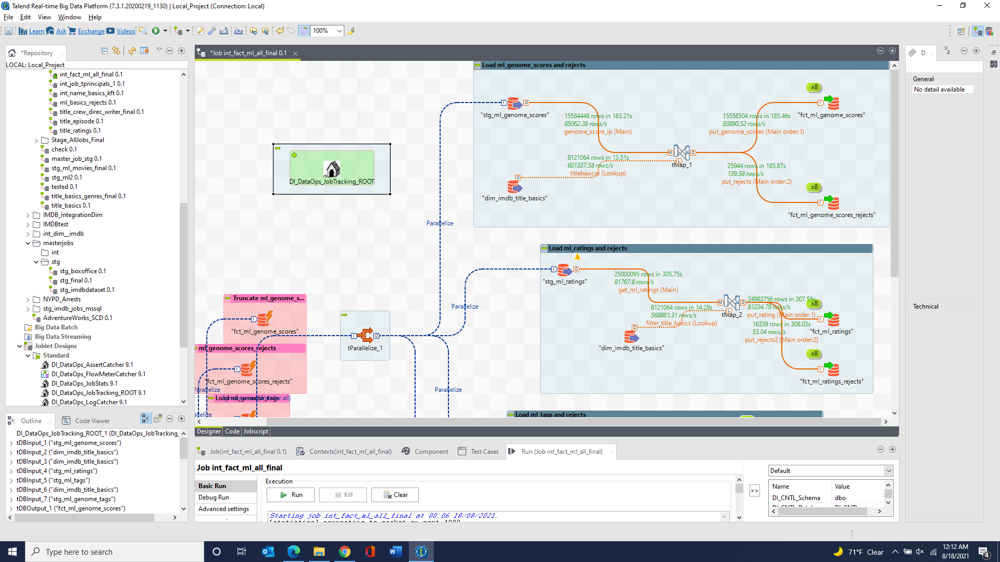 Talend Real-time Big Data Platform (7.3.1.20200219_1130) | Local_Project (Connection: Local)
File Edit View Window Help
Learn Ask Exchange Videos 100%
*Repository
LOCAL: Local_Project
int_fact_ml_all_final 0.1
int_job_tprincipals_1 0.1
int_name_basics_kft 0.1
ml_basics_rejects 0.1
title_crew_direc_writer_final 0.1
title_episode 0.1
title_ratings 0.1
Stage_AllJobs_Final
check 0.1
master_job_stg 0.1
stg_ml_movies_final 0.1
stg_ml2 0.1
tested 0.1
title_basics_genres_final 0.1
title_basics 0.1
IMDB_IntegrationDim
IMDBtest
int_dim__imdb
masterjobs
int
stg
stg_boxoffice 0.1
stg_final 0.1
stg_imdbdataset 0.1
NYPD_Arrests
stg_imdb_jobs_mssql
AdventureWorks_SCD 0.1
Big Data Batch
Big Data Streaming
Joblet Designs
Standard
DI_DataOps_AssertCatcher 9.1
DI_DataOps_FlowMeterCatcher 9.1
DI_DataOps_JobStats 9.1
DI_DataOps_JobTracking_ROOT 9.1
DI_DataOps_LogCatcher 9.1
Outline Code Viewer
DI_DataOps_JobTracking_ROOT_1 (DI_DataOps_JobTracking_
tDBInput_1 ("stg_ml_genome_scores")
tDBInput_2 ("dim_imdb_title_basics")
tDBInput_3 ("dim_imdb_title_basics")
tDBInput_4 ("stg_ml_ratings")
tDBInput_5 ("stg_ml_tags")
tDBInput_6 ("dim_imdb_title_basics")
tDBInput_7 ("stg_ml_genome_tags")
tDBOutput_1 ("fct_ml_genome_scores")
*Job int_fact_ml_all_final 0.1
DI_DataOps_JobTracking_ROOT
Load ml_genome_scores and rejects
x8
"stg_ml_genome_scores"
15584448 rows in 183.21s
85062.38 rows/s
genome_score_ip (Main)
15558504 rows in 185.46s
83890.52 rows/s
put_genome_scores (Main order:1)
"fct_ml_genome_scores"
8121064 rows in 13.51s
601337.58 rows/s
titlebasicip (Lookup)
tMap_1
25944 rows in 185.87s
139.58 rows/s
put_rejects (Main order:2)
x8
"dim_imdb_title_basics"
"fct_ml_genome_scores_rejects"
Parallelize
Load ml_ratings and rejects
"stg_ml_ratings"
25000095 rows in 305.75s
81767.8 rows/s
get_ml_ratings (Main)
8121064 rows in 14.28s
568861.31 rows/s
filter_title_basics (Lookup)
tMap_2
24983756 rows in 307.55s
81234.78 rows/s
put_rating (Main order:1)
x8
16339 rows in 308.03s
53.04 rows/s
put_rejects2 (Main order:2)
"fct_ml_ratings"
"dim_imdb_title_basics"
x8
"fct_ml_ratings_rejects"
Parallelize
Truncate ml_genome_s...
"fct_ml_genome_scores"
tParallelize_1
ml_genome_scores_rejects
"fct_ml_genome_scores_rejects"
Parallelize
Parallelize
Load ml_genome_tags
Load ml_tags and rejects
Designer Code Jobscript
Job(int_fact_ml_all_final 0.1) Contexts(int_fact_ml_all_final) Component Test Cases Run (Job int_fact_ml_all_final)
Job int_fact_ml_all_final
Basic Run
Debug Run
Advanced settings
Execution
Run Kill Clear
Starting job int_fact_ml_all_final at 00:06 18/08/2021.
>>
Default
Name Value
DI_CNTL_Schema dbo
D
2
General
No detail available
Technical
Type here to search
71°F Clear
12:12 AM
8/18/2021
4